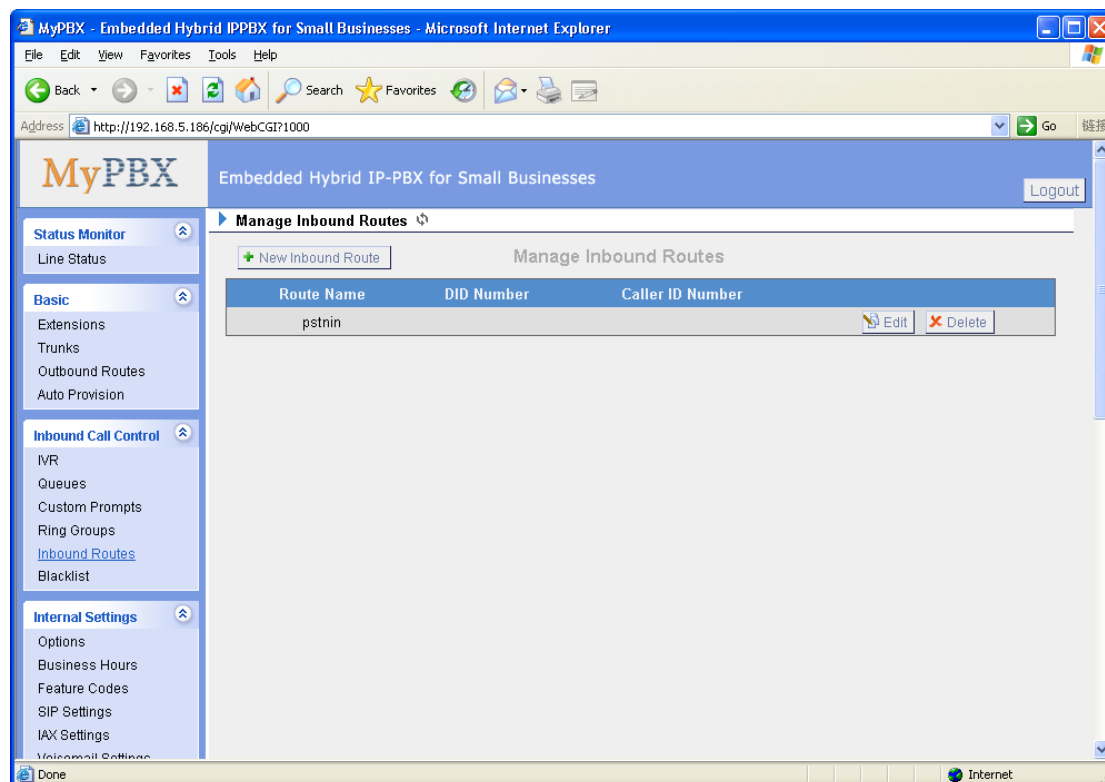 MyPBX - Embedded Hybrid IPPBX for Small Businesses - Microsoft Internet Explorer
File Edit View Favorites Tools Help
Back Search Favorites
Address http://192.168.5.186/cgi/WebCGI?1000 Go 链接
MyPBX
Embedded Hybrid IP-PBX for Small Businesses
Logout
Status Monitor
Line Status
Basic
Extensions
Trunks
Outbound Routes
Auto Provision
Inbound Call Control
IVR
Queues
Custom Prompts
Ring Groups
Inbound Routes
Blacklist
Internal Settings
Options
Business Hours
Feature Codes
SIP Settings
IAX Settings
Voicemail Settings
Manage Inbound Routes
New Inbound Route
Manage Inbound Routes
Route Name DID Number Caller ID Number
pstnin Edit Delete
Done Internet